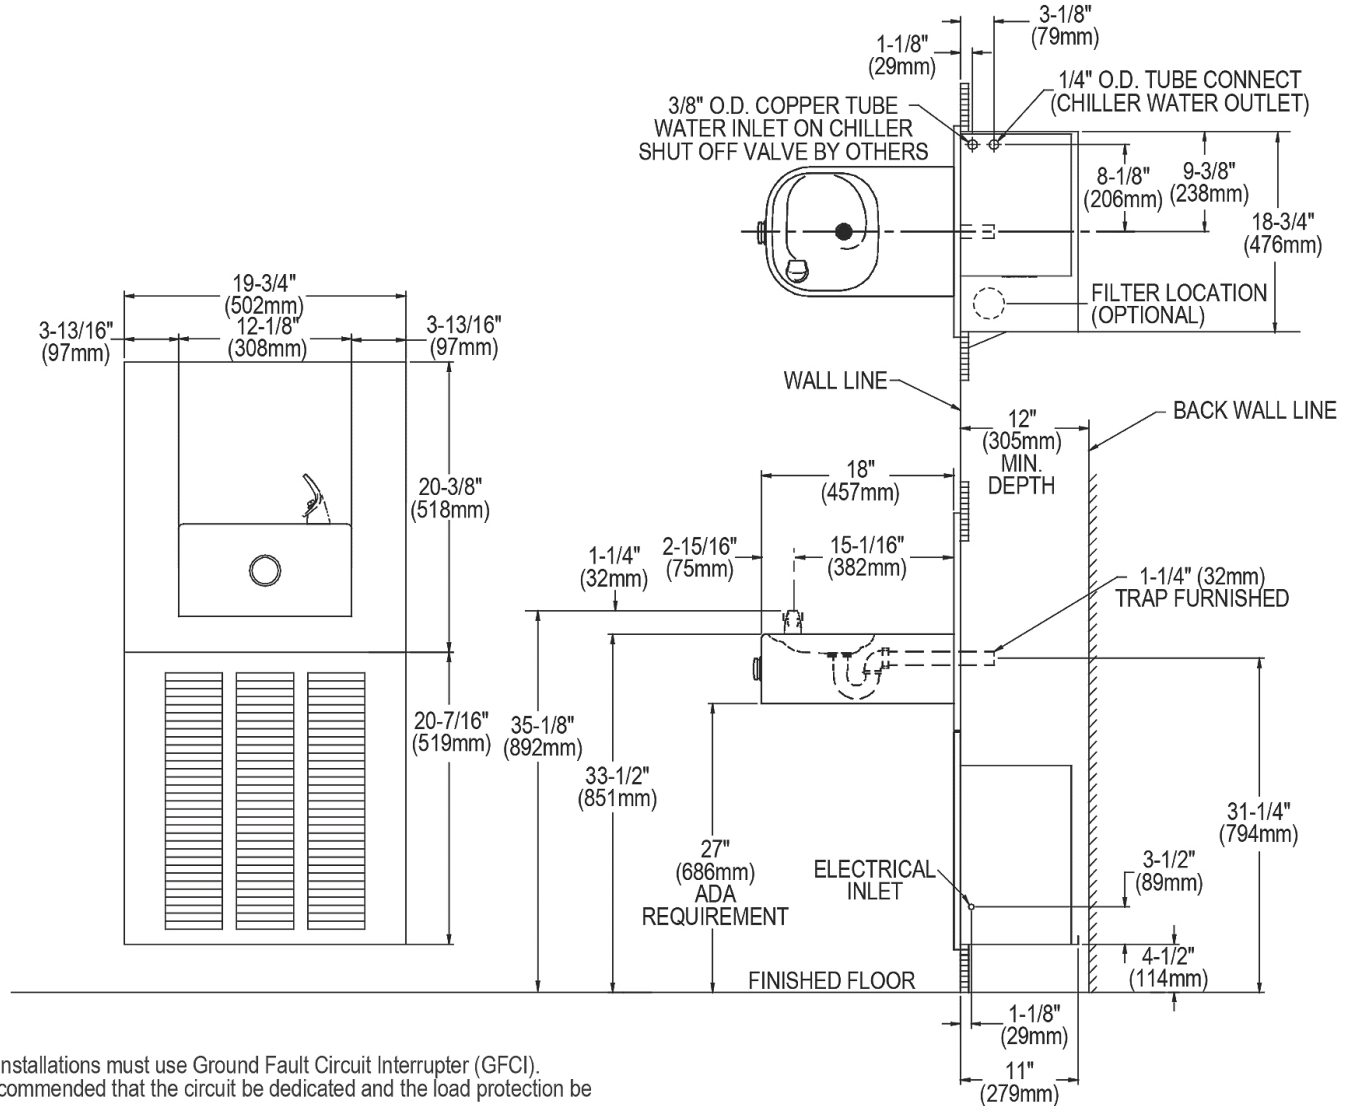 3-1/8"
(79mm)
1-1/8"
(29mm)
1/4" O.D. TUBE CONNECT
(CHILLER WATER OUTLET)
3/8" O.D. COPPER TUBE
WATER INLET ON CHILLER
SHUT OFF VALVE BY OTHERS
8-1/8"
(206mm)
9-3/8"
(238mm)
18-3/4"
(476mm)
FILTER LOCATION
(OPTIONAL)
19-3/4"
(502mm)
3-13/16"
(97mm)
12-1/8"
(308mm)
3-13/16"
(97mm)
WALL LINE
BACK WALL LINE
12"
(305mm)
MIN.
DEPTH
18"
(457mm)
20-3/8"
(518mm)
1-1/4"
(32mm)
2-15/16"
(75mm)
15-1/16"
(382mm)
1-1/4" (32mm)
TRAP FURNISHED
20-7/16"
(519mm)
35-1/8"
(892mm)
33-1/2"
(851mm)
27"
(686mm)
ADA
REQUIREMENT
ELECTRICAL
INLET
31-1/4"
(794mm)
3-1/2"
(89mm)
4-1/2"
(114mm)
FINISHED FLOOR
1-1/8"
(29mm)
11"
(279mm)
nstallations must use Ground Fault Circuit Interrupter (GFCI).
commended that the circuit be dedicated and the load protection be